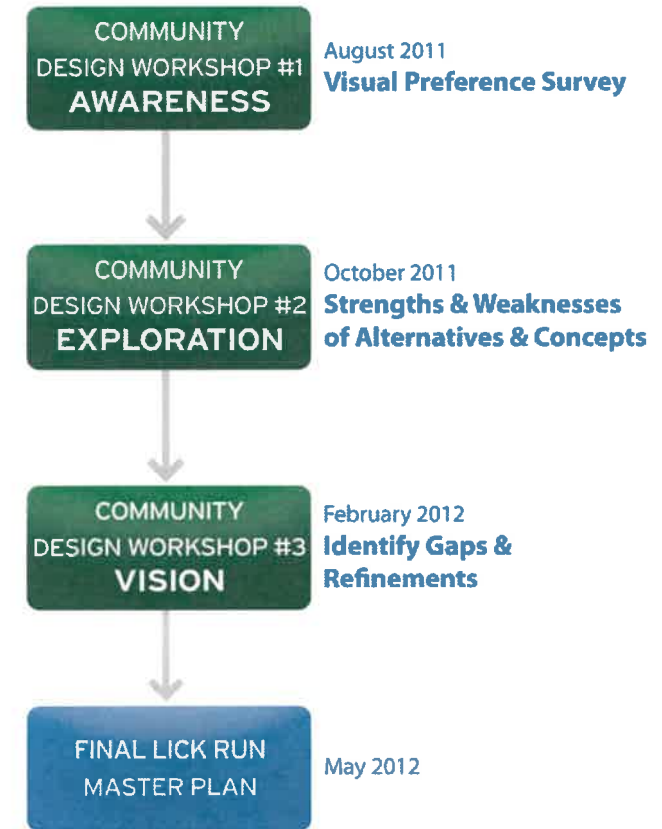 COMMUNITY
DESIGN WORKSHOP #1
AWARENESS
August 2011
Visual Preference Survey
COMMUNITY
DESIGN WORKSHOP #2
EXPLORATION
October 2011
Strengths & Weaknesses
of Alternatives & Concepts
COMMUNITY
DESIGN WORKSHOP #3
VISION
February 2012
Identify Gaps &
Refinements
FINAL LICK RUN
MASTER PLAN
May 2012